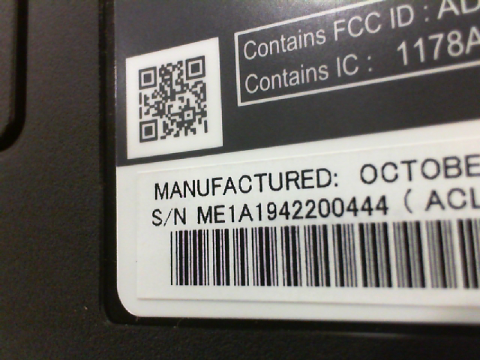 Contains FCC ID : AD
Contains IC : 1178A
MANUFACTURED: OCTOBE
S/N ME1A1942200444 ( ACL